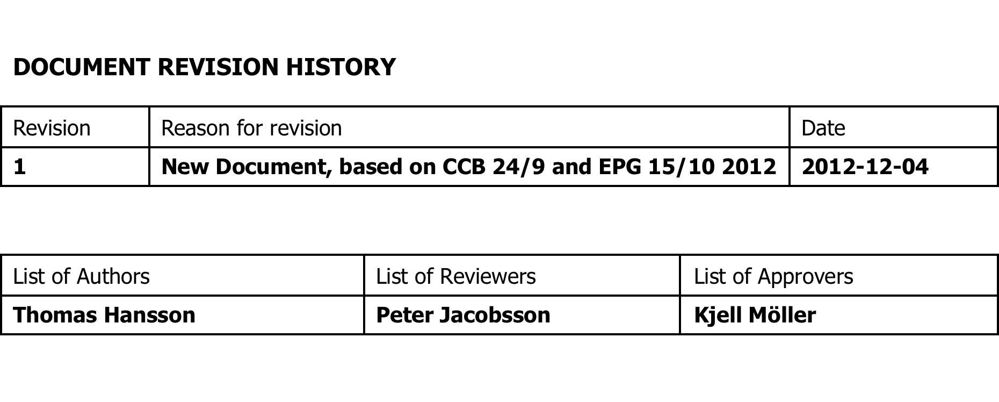 DOCUMENT REVISION HISTORY
Revision Reason for revision Date
1 New Document, based on CCB 24/9 and EPG 15/10 2012 2012-12-04
List of Authors List of Reviewers List of Approvers
Thomas Hansson Peter Jacobsson Kjell Möller